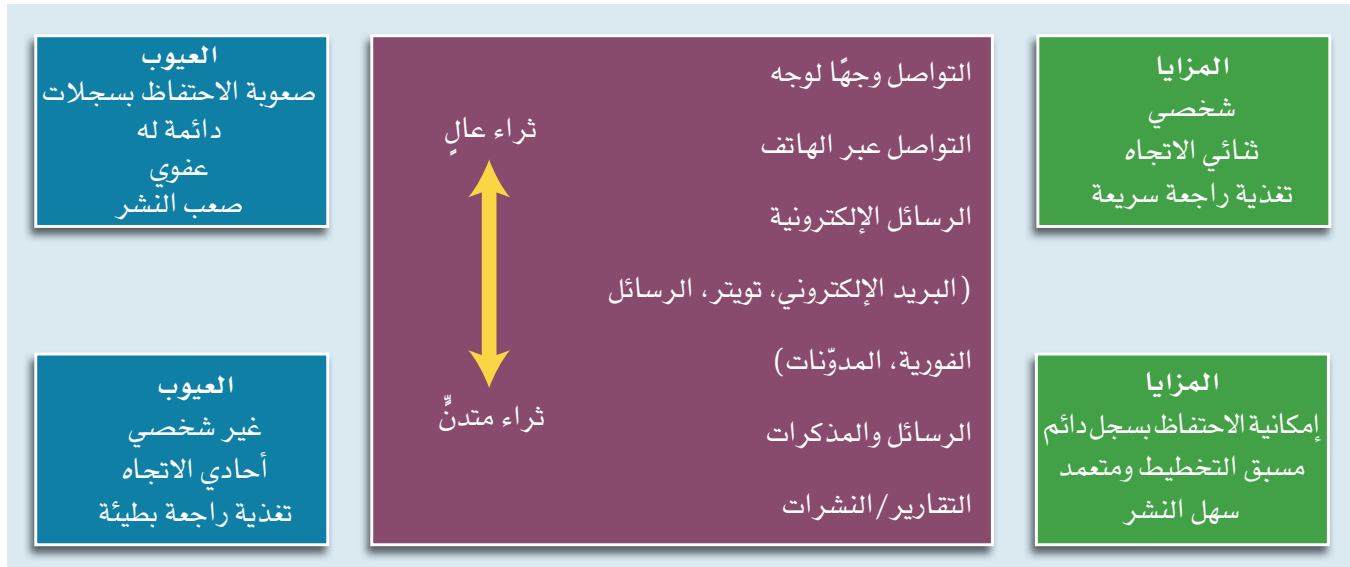 المزايا
شخصي
ثنائي الاتجاه
تغذية راجعة سريعة
التواصل وجهًا لوجه
التواصل عبر الهاتف
الرسائل الإلكترونية
(البريد الإلكتروني، تويتر، الرسائل
الفورية، المدوّنات)
الرسائل والمذكرات
التقارير/النشرات
ثراء عالٍ
ثراء متدنٍّ
العيوب
صعوبة الاحتفاظ بسجلات
دائمة له
عفوي
صعب النشر
المزايا
إمكانية الاحتفاظ بسجل دائم
مسبق التخطيط ومتعمد
سهل النشر
العيوب
غير شخصي
أحادي الاتجاه
تغذية راجعة بطيئة